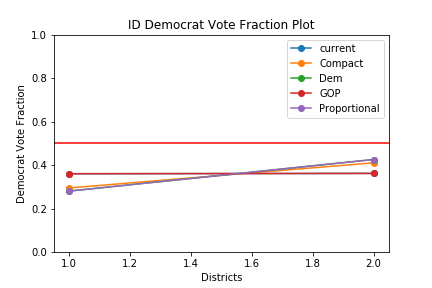 ID Democrat Vote Fraction Plot
1.0
0.8
0.6
0.4
0.2
0.0
Democrat Vote Fraction
current
Compact
Dem
GOP
Proportional
1.0 1.2 1.4 1.6 1.8 2.0
Districts